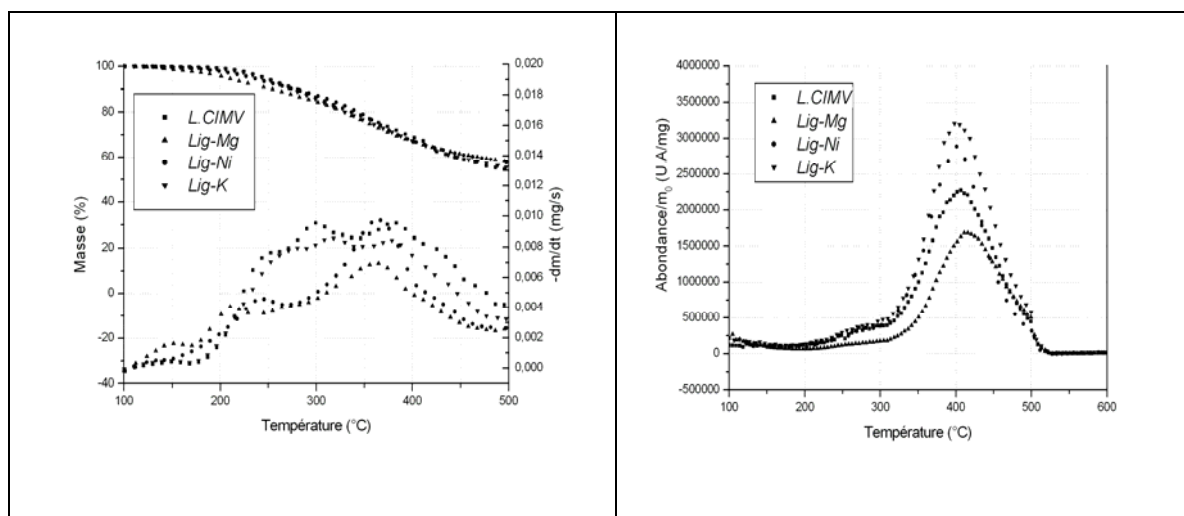 100
80
60
40
20
0
-20
-40
Masse (%)
L.CIMV
Lig-Mg
Lig-Ni
Lig-K
0,020
0,018
0,016
0,014
0,012
0,010
0,008
0,006
0,004
0,002
0,000
-dm/dt (mg/s)
100 200 300 400 500
Température (°C)
4000000
3500000
3000000
2500000
2000000
1500000
1000000
500000
0
-500000
Abondance/m0 (U A/mg)
L.CIMV
Lig-Mg
Lig-Ni
Lig-K
100 200 300 400 500 600
Température (°C)